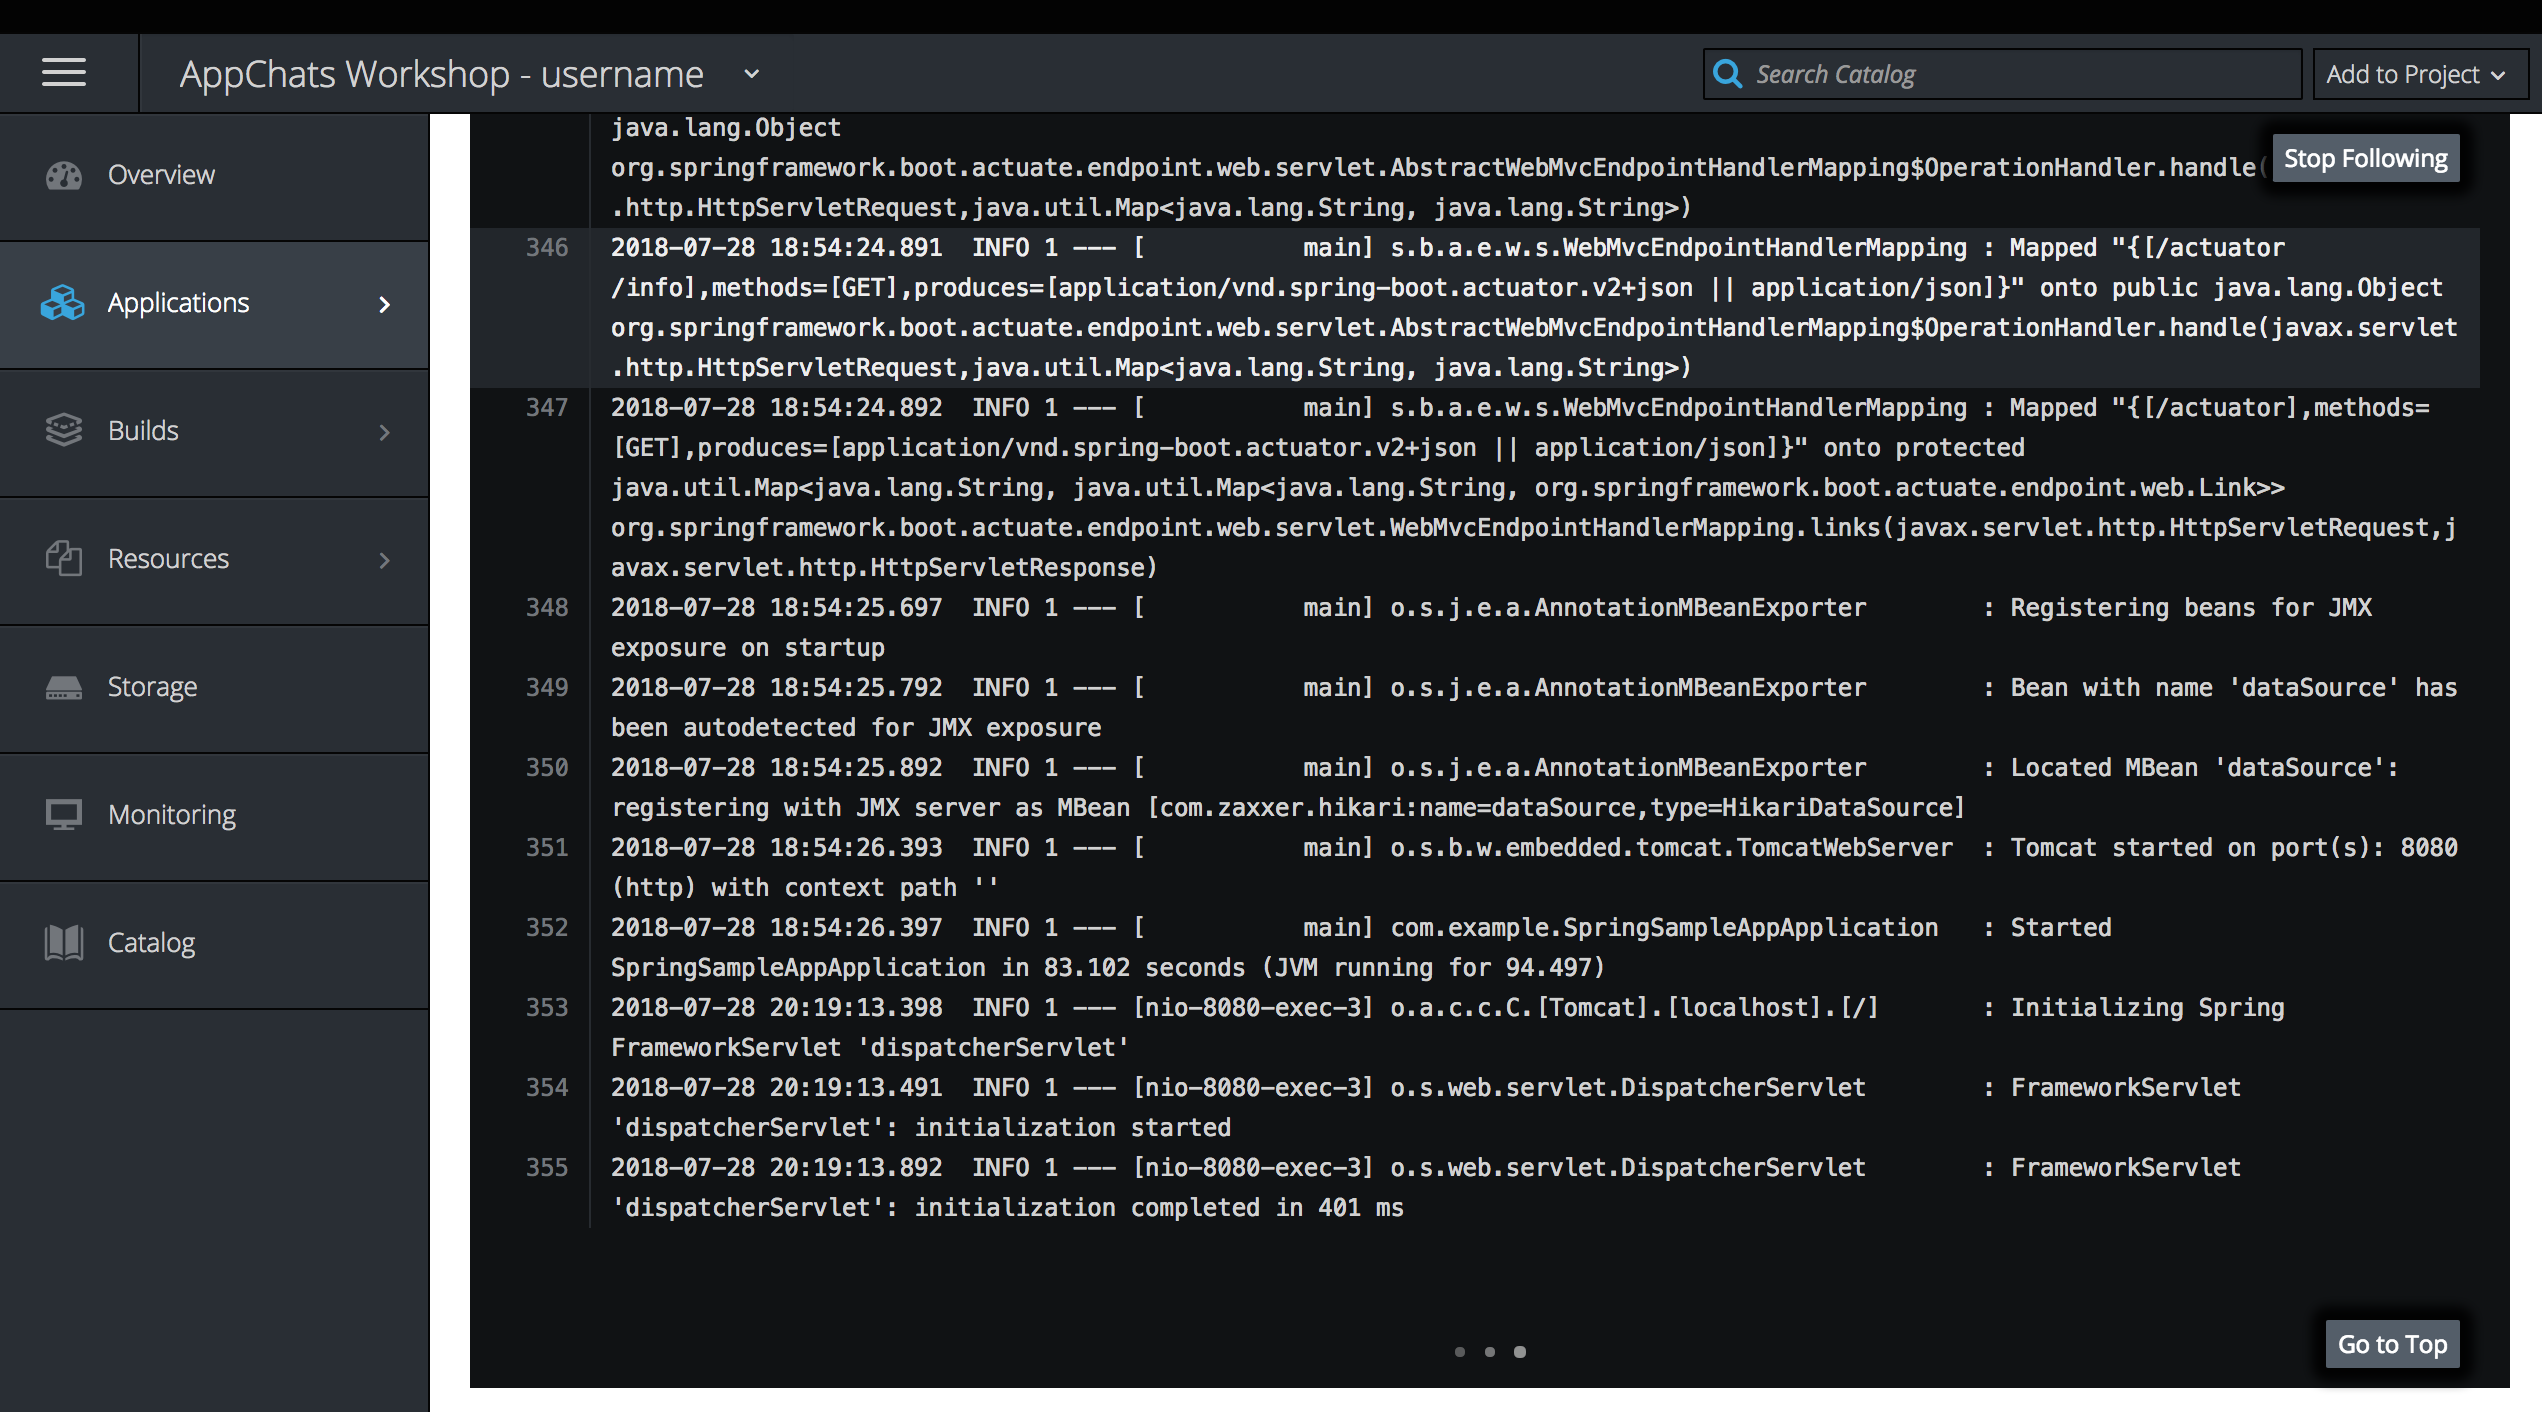 AppChats Workshop - username
Search Catalog
Add to Project
Overview
Applications
Builds
Resources
Storage
Monitoring
Catalog
Stop Following
java.lang.Object
org.springframework.boot.actuate.endpoint.web.servlet.AbstractWebMvcEndpointHandlerMapping$OperationHandler.handle(
.http.HttpServletRequest,java.util.Map<java.lang.String, java.lang.String>)
346 2018-07-28 18:54:24.891  INFO 1 --- [           main] s.b.a.e.w.s.WebMvcEndpointHandlerMapping : Mapped "{[/actuator
/info],methods=[GET],produces=[application/vnd.spring-boot.actuator.v2+json || application/json]}" onto public java.lang.Object
org.springframework.boot.actuate.endpoint.web.servlet.AbstractWebMvcEndpointHandlerMapping$OperationHandler.handle(javax.servlet
.http.HttpServletRequest,java.util.Map<java.lang.String, java.lang.String>)
347 2018-07-28 18:54:24.892  INFO 1 --- [           main] s.b.a.e.w.s.WebMvcEndpointHandlerMapping : Mapped "{[/actuator],methods=
[GET],produces=[application/vnd.spring-boot.actuator.v2+json || application/json]}" onto protected
java.util.Map<java.lang.String, java.util.Map<java.lang.String, org.springframework.boot.actuate.endpoint.web.Link>>
org.springframework.boot.actuate.endpoint.web.servlet.WebMvcEndpointHandlerMapping.links(javax.servlet.http.HttpServletRequest,j
avax.servlet.http.HttpServletResponse)
348 2018-07-28 18:54:25.697  INFO 1 --- [           main] o.s.j.e.a.AnnotationMBeanExporter        : Registering beans for JMX
exposure on startup
349 2018-07-28 18:54:25.792  INFO 1 --- [           main] o.s.j.e.a.AnnotationMBeanExporter        : Bean with name 'dataSource' has
been autodetected for JMX exposure
350 2018-07-28 18:54:25.892  INFO 1 --- [           main] o.s.j.e.a.AnnotationMBeanExporter        : Located MBean 'dataSource':
registering with JMX server as MBean [com.zaxxer.hikari:name=dataSource,type=HikariDataSource]
351 2018-07-28 18:54:26.393  INFO 1 --- [           main] o.s.b.w.embedded.tomcat.TomcatWebServer  : Tomcat started on port(s): 8080
(http) with context path ''
352 2018-07-28 18:54:26.397  INFO 1 --- [           main] com.example.SpringSampleAppApplication   : Started
SpringSampleAppApplication in 83.102 seconds (JVM running for 94.497)
353 2018-07-28 20:19:13.398  INFO 1 --- [nio-8080-exec-3] o.a.c.c.C.[Tomcat].[localhost].[/]       : Initializing Spring
FrameworkServlet 'dispatcherServlet'
354 2018-07-28 20:19:13.491  INFO 1 --- [nio-8080-exec-3] o.s.web.servlet.DispatcherServlet        : FrameworkServlet
'dispatcherServlet': initialization started
355 2018-07-28 20:19:13.892  INFO 1 --- [nio-8080-exec-3] o.s.web.servlet.DispatcherServlet        : FrameworkServlet
'dispatcherServlet': initialization completed in 401 ms
Go to Top